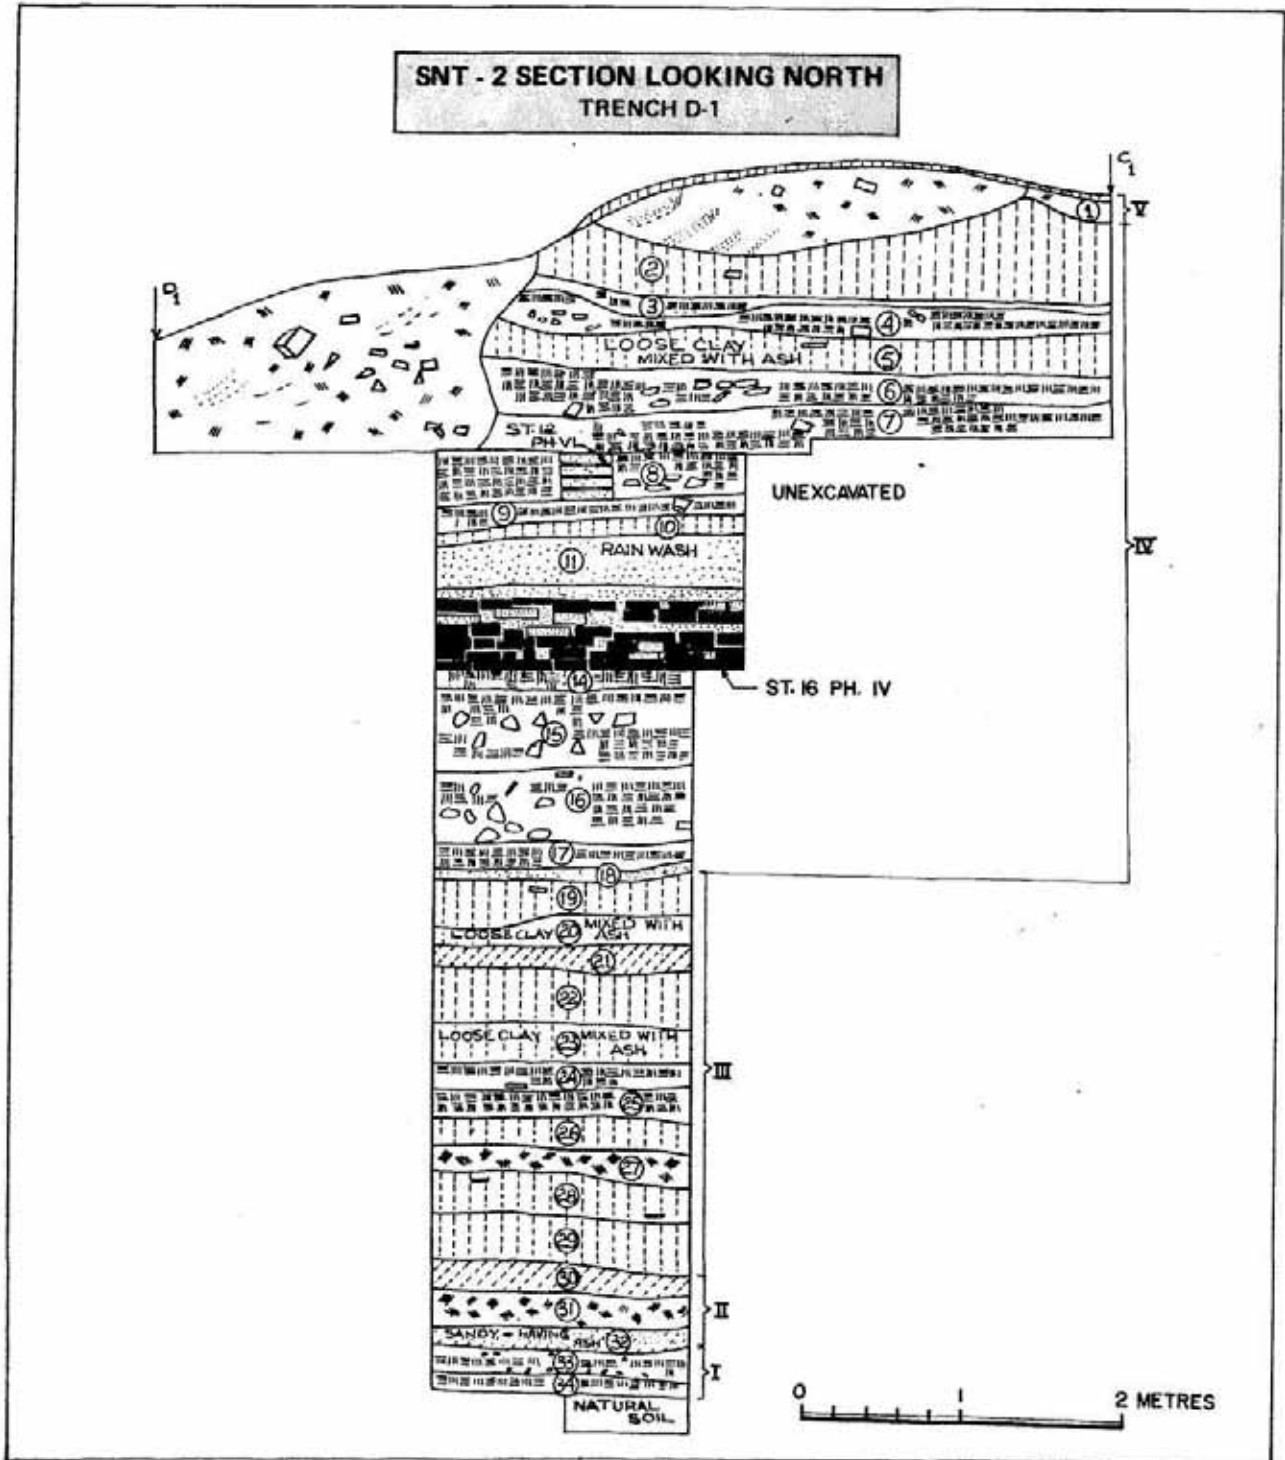 SNT - 2 SECTION LOOKING NORTH
TRENCH D-1
C1
1
V
2
D1
3
4
LOOSE CLAY
MIXED WITH ASH
5
6
7
ST. 12
PH. VI
8
UNEXCAVATED
9
10
IV
RAIN WASH
11
14
ST. 16 PH. IV
15
16
17
18
19
LOOSE CLAY 20 MIXED WITH
ASH
21
22
LOOSE CLAY 23 MIXED WITH
ASH
24
III
25
26
27
28
29
30
31
II
SANDY - HAVING
ASH 32
33
I
34
NATURAL
SOIL
0 1 2 METRES